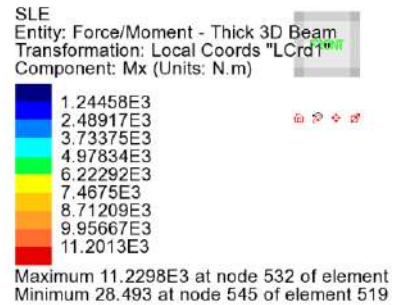 SLE
Entity: Force/Moment - Thick 3D Beam
Transformation: Local Coords "LCrd1"
Component: Mx (Units: N.m)
1.24458E3
2.48917E3
3.73375E3
4.97834E3
6.22292E3
7.4675E3
8.71209E3
9.95667E3
11.2013E3
Maximum 11.2298E3 at node 532 of element
Minimum 28.493 at node 545 of element 519